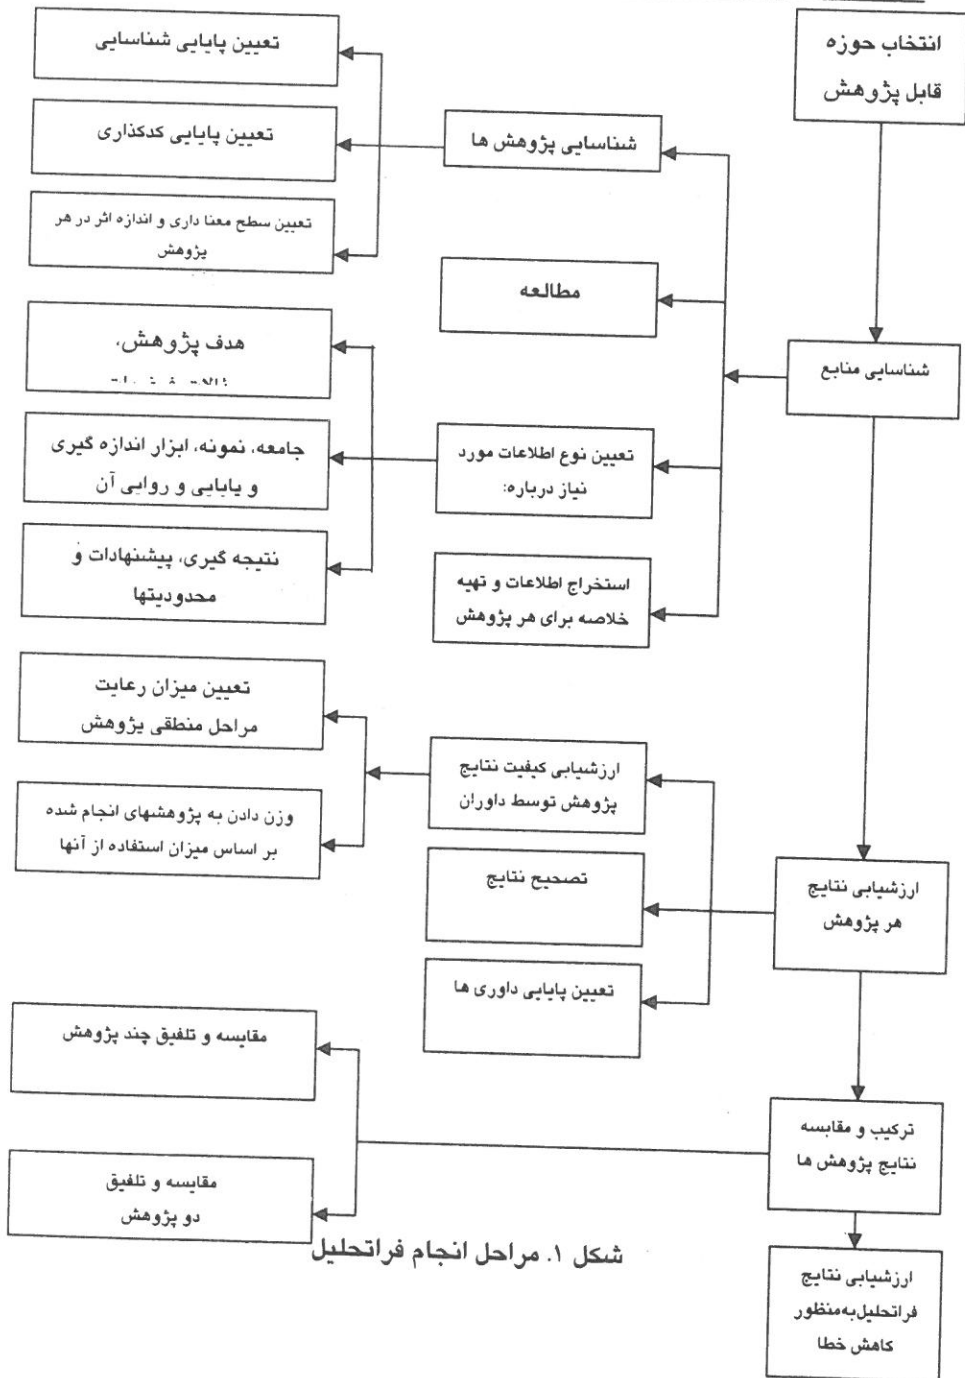 انتخاب حوزه
قابل پژوهش
شناسایی منابع
ارزشیابی نتایج
هر پژوهش
ترکیب و مقایسه
نتایج پژوهش ها
ارزشیابی نتایج
فراتحلیل به منظور
کاهش خطا
شناسایی پژوهش ها
مطالعه
تعیین نوع اطلاعات مورد
نیاز درباره:
استخراج اطلاعات و تهیه
خلاصه برای هر پژوهش
ارزشیابی کیفیت نتایج
پژوهش توسط داوران
تصحیح نتایج
تعیین پایایی داوری ها
تعیین پایایی شناسایی
تعیین پایایی کدکذاری
تعیین سطح معنا داری و اندازه اثر در هر
پژوهش
هدف پژوهش،
جامعه، نمونه، ابزار اندازه گیری
و پایایی و روایی آن
نتیجه گیری، پیشنهادات و
محدودیتها
تعیین میزان رعایت
مراحل منطقی پژوهش
وزن دادن به پژوهشهای انجام شده
بر اساس میزان استفاده از آنها
مقایسه و تلفیق چند پژوهش
مقایسه و تلفیق
دو پژوهش
شکل ۱. مراحل انجام فراتحلیل